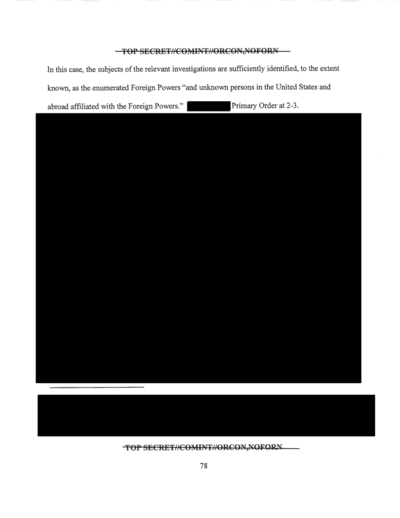 TOP SECRET//COMINT//ORCON,NOFORN
In this case, the subjects of the relevant investigations are sufficiently identified, to the extent
known, as the enumerated Foreign Powers “and unknown persons in the United States and
abroad affiliated with the Foreign Powers.” Primary Order at 2-3.
TOP SECRET//COMINT//ORCON,NOFORN
78